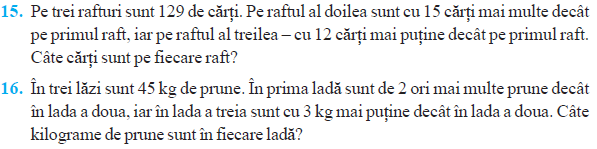 15. Pe trei rafturi sunt 129 de cărți. Pe raftul al doilea sunt cu 15 cărți mai multe decât
pe primul raft, iar pe raftul al treilea – cu 12 cărți mai puține decât pe primul raft.
Câte cărți sunt pe fiecare raft?
16. În trei lăzi sunt 45 kg de prune. În prima ladă sunt de 2 ori mai multe prune decât
în lada a doua, iar în lada a treia sunt cu 3 kg mai puține decât în lada a doua. Câte
kilograme de prune sunt în fiecare ladă?